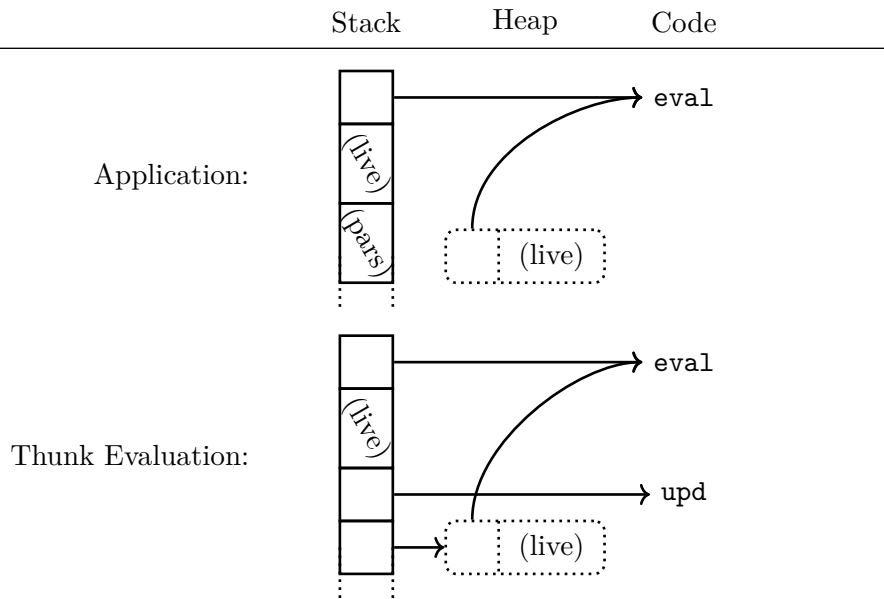 Stack Heap Code
eval
(live)
Application:
(pars)
(live)
eval
(live)
Thunk Evaluation:
upd
(live)